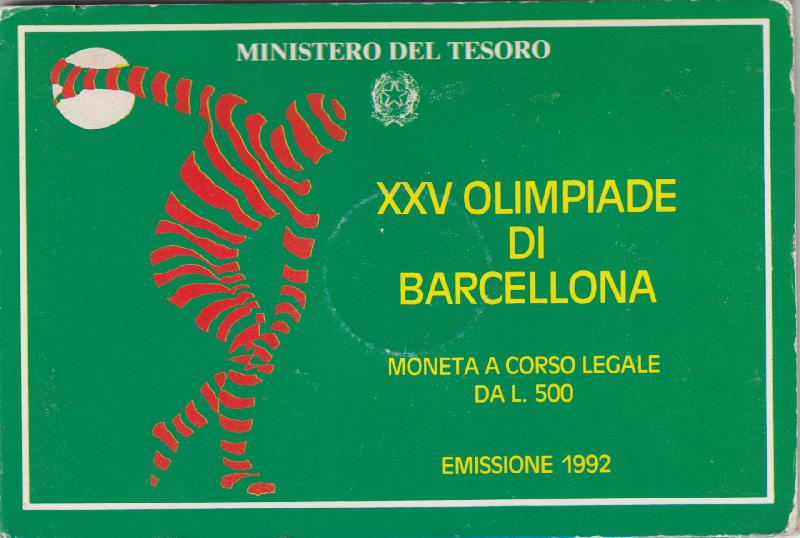 MINISTERO DEL TESORO
XXV OLIMPIADE
DI
BARCELLONA
MONETA A CORSO LEGALE
DA L. 500
EMISSIONE 1992